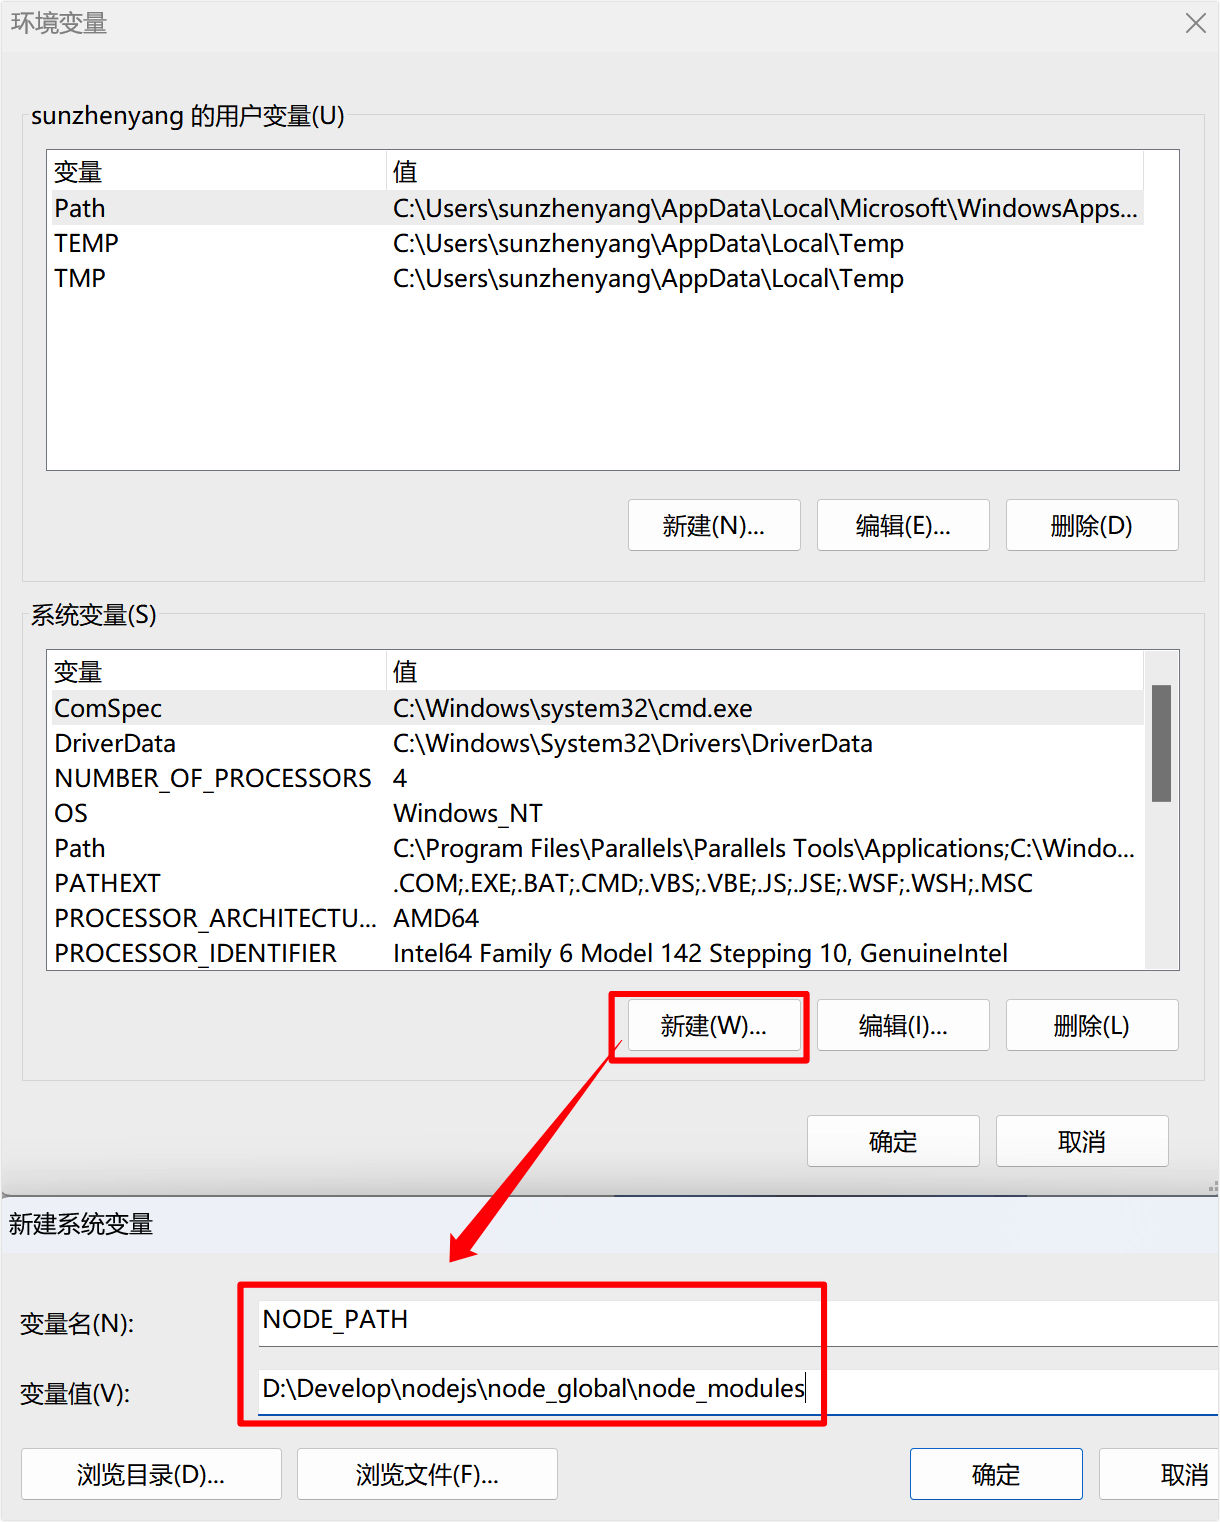 环境变量
sunzhenyang 的用户变量(U)
变量 值
Path C:\Users\sunzhenyang\AppData\Local\Microsoft\WindowsApps...
TEMP C:\Users\sunzhenyang\AppData\Local\Temp
TMP C:\Users\sunzhenyang\AppData\Local\Temp
新建(N)... 编辑(E)... 删除(D)
系统变量(S)
变量 值
ComSpec C:\Windows\system32\cmd.exe
DriverData C:\Windows\System32\Drivers\DriverData
NUMBER_OF_PROCESSORS 4
OS Windows_NT
Path C:\Program Files\Parallels\Parallels Tools\Applications;C:\Windo...
PATHEXT .COM;.EXE;.BAT;.CMD;.VBS;.VBE;.JS;.JSE;.WSF;.WSH;.MSC
PROCESSOR_ARCHITECTU... AMD64
PROCESSOR_IDENTIFIER Intel64 Family 6 Model 142 Stepping 10, GenuineIntel
新建(W)... 编辑(I)... 删除(L)
确定 取消
新建系统变量
变量名(N): NODE_PATH
变量值(V): D:\Develop\nodejs\node_global\node_modules
浏览目录(D)... 浏览文件(F)... 确定 取消